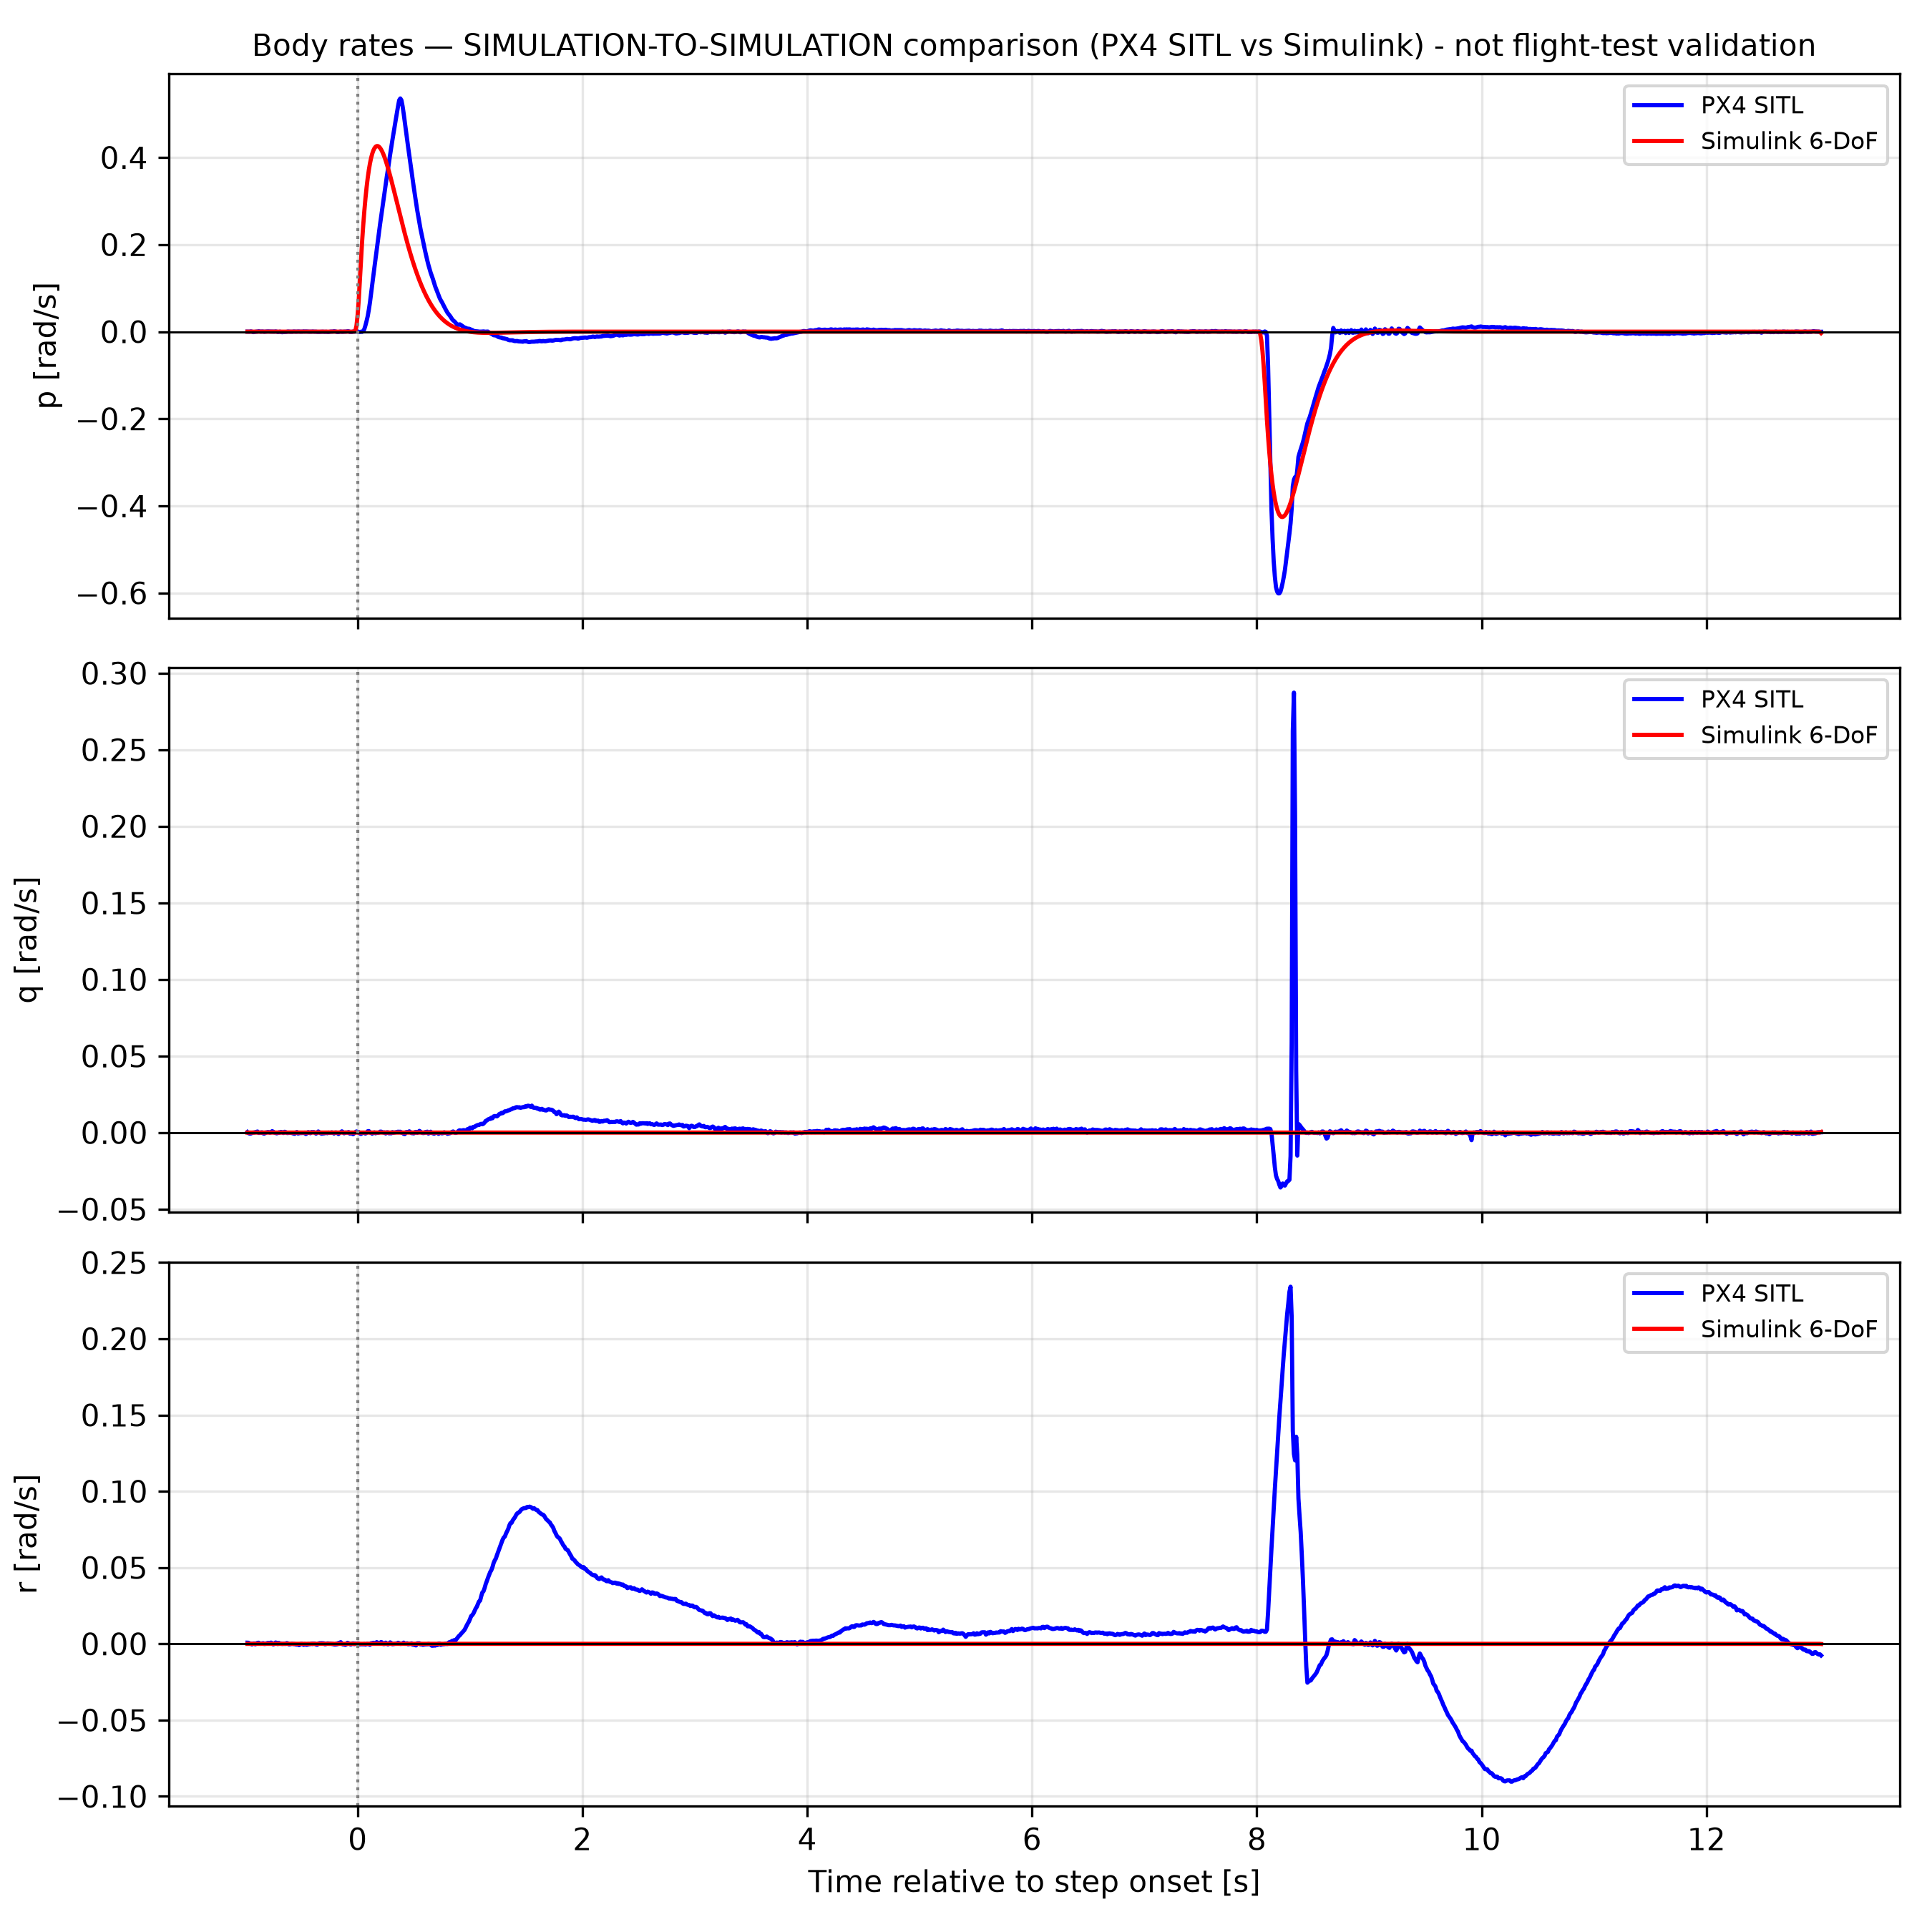 Body rates — SIMULATION-TO-SIMULATION comparison (PX4 SITL vs Simulink) - not flight-test validation
PX4 SITL
Simulink 6-DoF
0.4
0.2
0.0
−0.2
−0.4
−0.6
p [rad/s]
PX4 SITL
Simulink 6-DoF
0.30
0.25
0.20
0.15
0.10
0.05
0.00
−0.05
q [rad/s]
PX4 SITL
Simulink 6-DoF
0.25
0.20
0.15
0.10
0.05
0.00
−0.05
−0.10
r [rad/s]
0 2 4 6 8 10 12
Time relative to step onset [s]